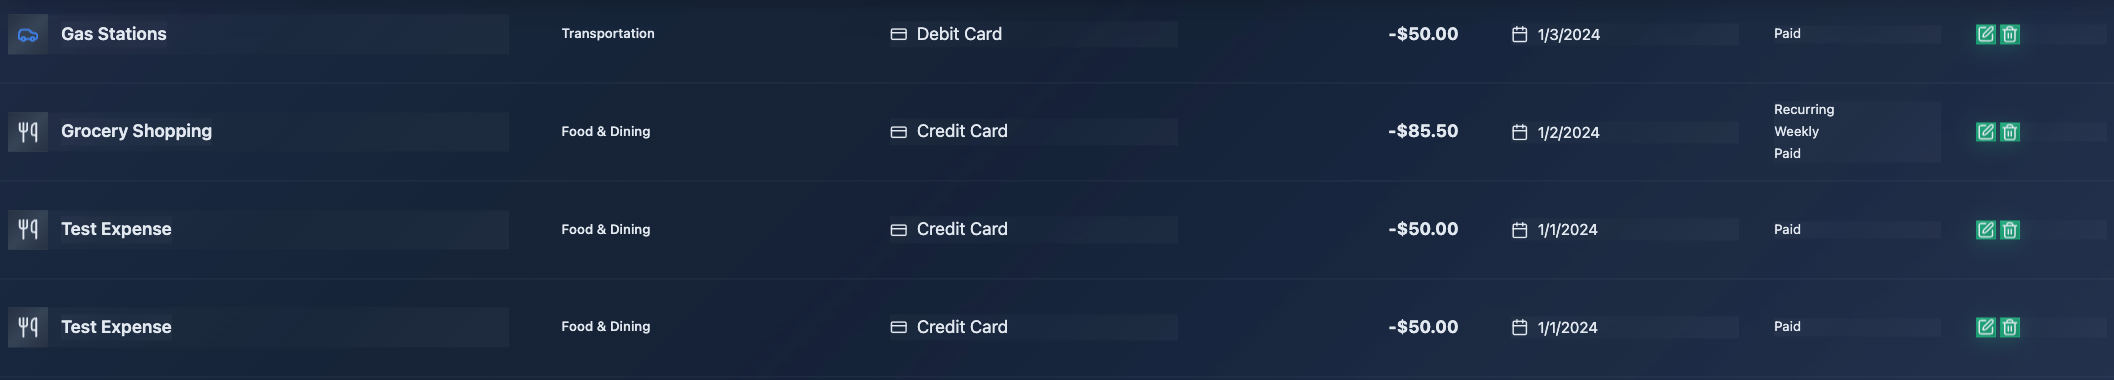 Gas Stations Transportation Debit Card -$50.00 1/3/2024 Paid
Grocery Shopping Food & Dining Credit Card -$85.50 1/2/2024 Recurring
Weekly
Paid
Test Expense Food & Dining Credit Card -$50.00 1/1/2024 Paid
Test Expense Food & Dining Credit Card -$50.00 1/1/2024 Paid